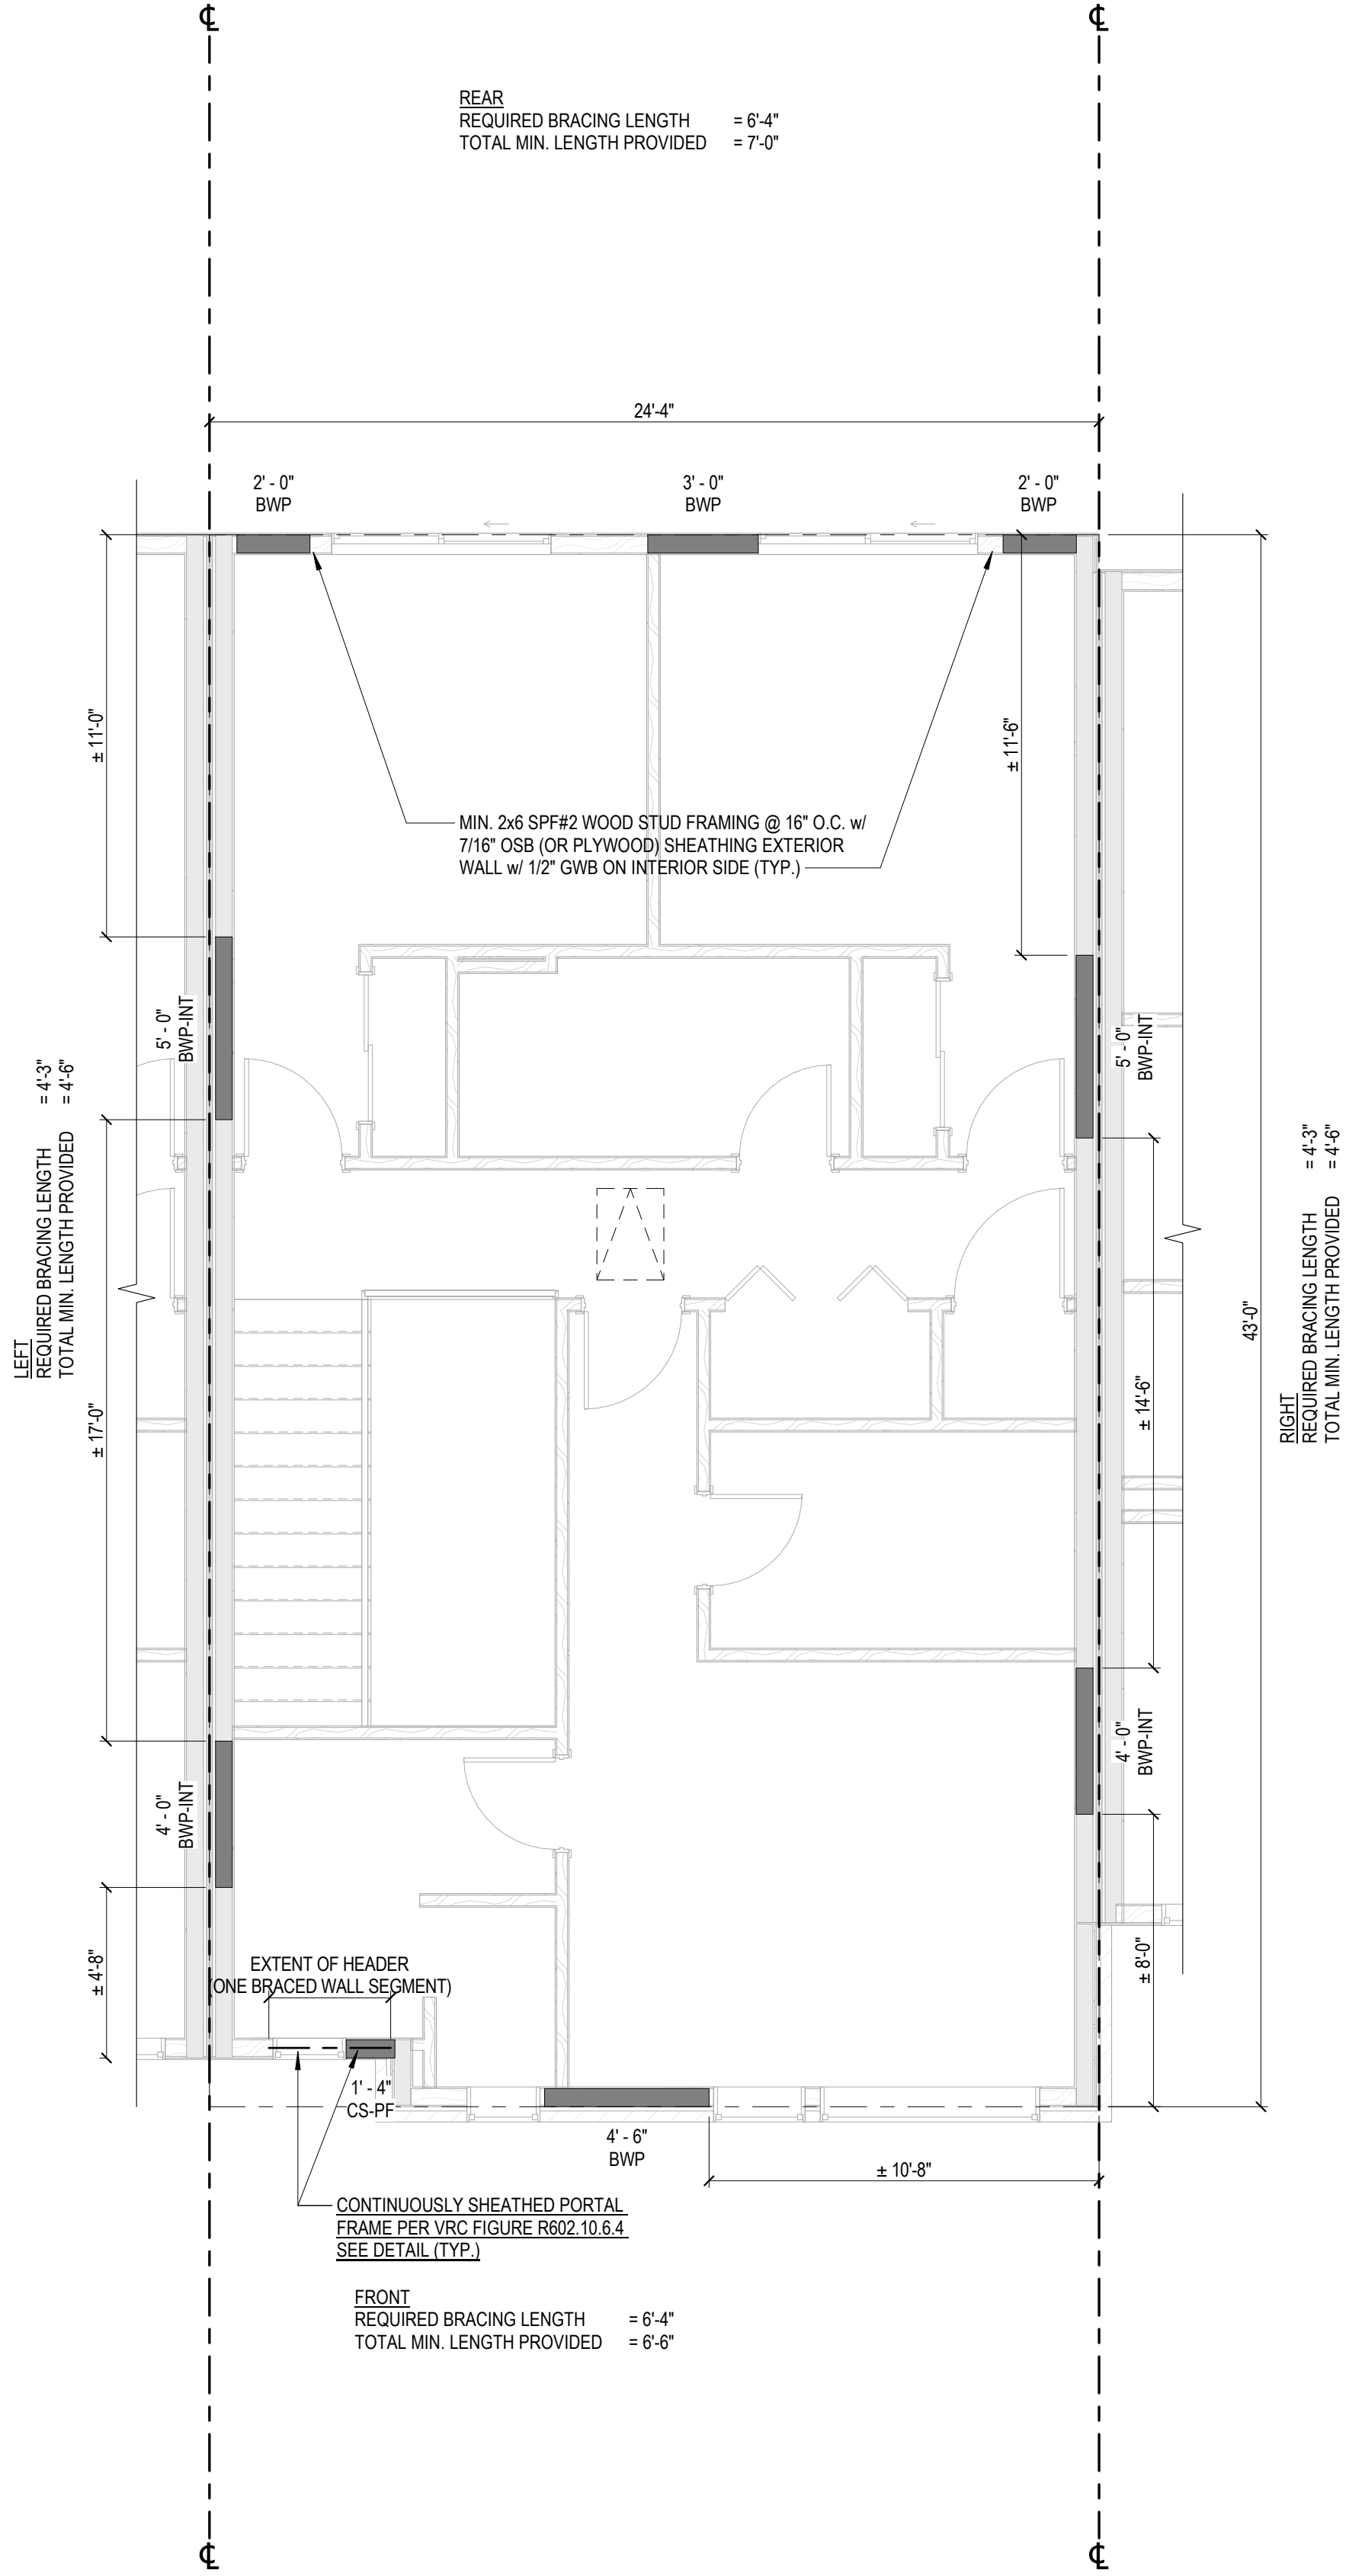 ℄ ℄
REAR
REQUIRED BRACING LENGTH = 6'-4"
TOTAL MIN. LENGTH PROVIDED = 7'-0"
24'-4"
2' - 0"
BWP
3' - 0"
BWP
2' - 0"
BWP
± 11'-0"
± 11'-6"
MIN. 2x6 SPF#2 WOOD STUD FRAMING @ 16" O.C. w/
7/16" OSB (OR PLYWOOD) SHEATHING EXTERIOR
WALL w/ 1/2" GWB ON INTERIOR SIDE (TYP.)
5' - 0"
BWP-INT
5' - 0"
BWP-INT
LEFT
REQUIRED BRACING LENGTH = 4'-3"
TOTAL MIN. LENGTH PROVIDED = 4'-6"
RIGHT
REQUIRED BRACING LENGTH = 4'-3"
TOTAL MIN. LENGTH PROVIDED = 4'-6"
43'-0"
± 17'-0"
± 14'-6"
4' - 0"
BWP-INT
4' - 0"
BWP-INT
± 4'-8"
± 8'-0"
EXTENT OF HEADER
(ONE BRACED WALL SEGMENT)
1' - 4"
CS-PF
4' - 6"
BWP
± 10'-8"
CONTINUOUSLY SHEATHED PORTAL
FRAME PER VRC FIGURE R602.10.6.4
SEE DETAIL (TYP.)
FRONT
REQUIRED BRACING LENGTH = 6'-4"
TOTAL MIN. LENGTH PROVIDED = 6'-6"
℄ ℄